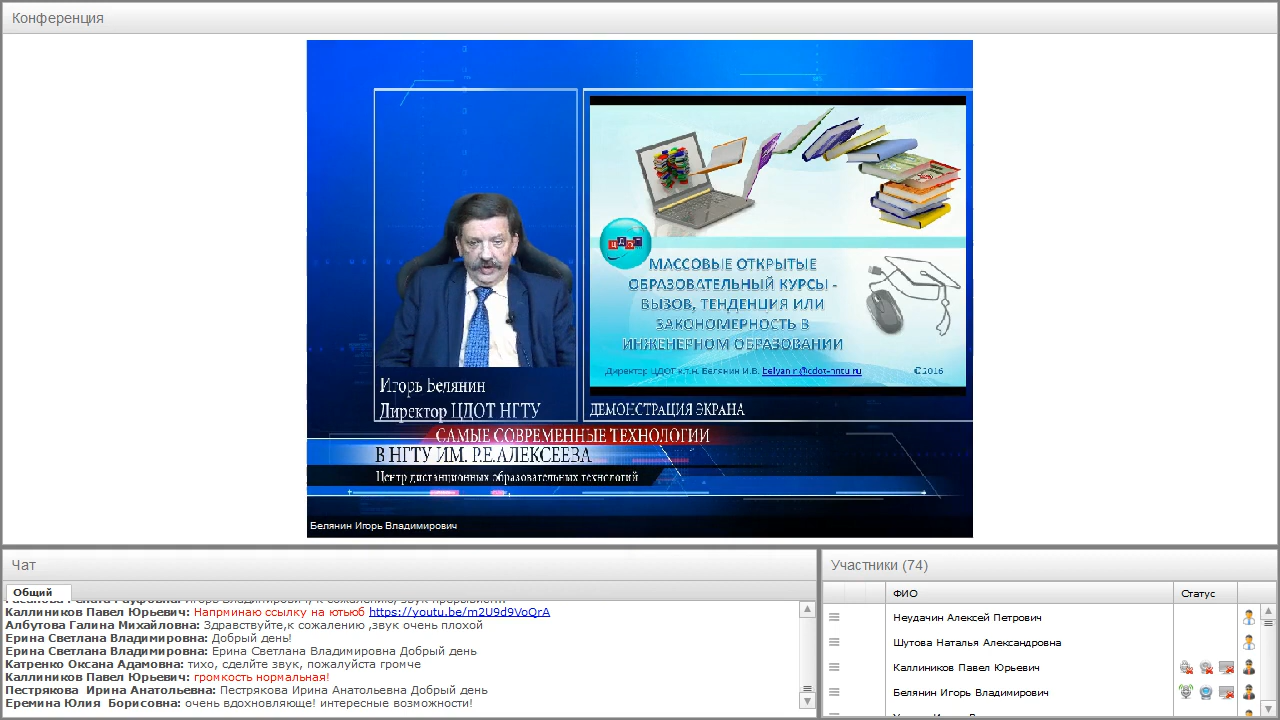 Конференция
МАССОВЫЕ ОТКРЫТЫЕ
ОБРАЗОВАТЕЛЬНЫЙ КУРСЫ -
ВЫЗОВ, ТЕНДЕНЦИЯ ИЛИ
ЗАКОНОМЕРНОСТЬ В
ИНЖЕНЕРНОМ ОБРАЗОВАНИИ
Директор ЦДОТ к.т.н. Белянин И.В. ©2016
Игорь Белянин
Директор ЦДОТ НГТУ
ДЕМОНСТРАЦИЯ ЭКРАНА
САМЫЕ СОВРЕМЕННЫЕ ТЕХНОЛОГИИ
В НГТУ ИМ. Р.Е.АЛЕКСЕЕВА
Центр дистанционных образовательных технологий
Белянин Игорь Владимирович
Чат
Общий
Каллиников Павел Юрьевич: Напрминаю ссылку на ютьюб https://youtu.be/m2U9d9VoQrA
Албутова Галина Михайловна: Здравствуйте,к сожалению ,звук очень плохой
Ерина Светлана Владимировна: Добрый день!
Ерина Светлана Владимировна: Ерина Светлана Владимировна Добрый день
Катренко Оксана Адамовна: тихо, сделйте звук, пожалуйста громче
Каллиников Павел Юрьевич: громкость нормальная!
Пестрякова Ирина Анатольевна: Пестрякова Ирина Анатольевна Добрый день
Еремина Юлия Борисовна: очень вдохновляюще! интересные возможности!
Участники (74)
ФИО Статус
Неудачин Алексей Петрович
Шутова Наталья Александровна
Каллиников Павел Юрьевич
Белянин Игорь Владимирович